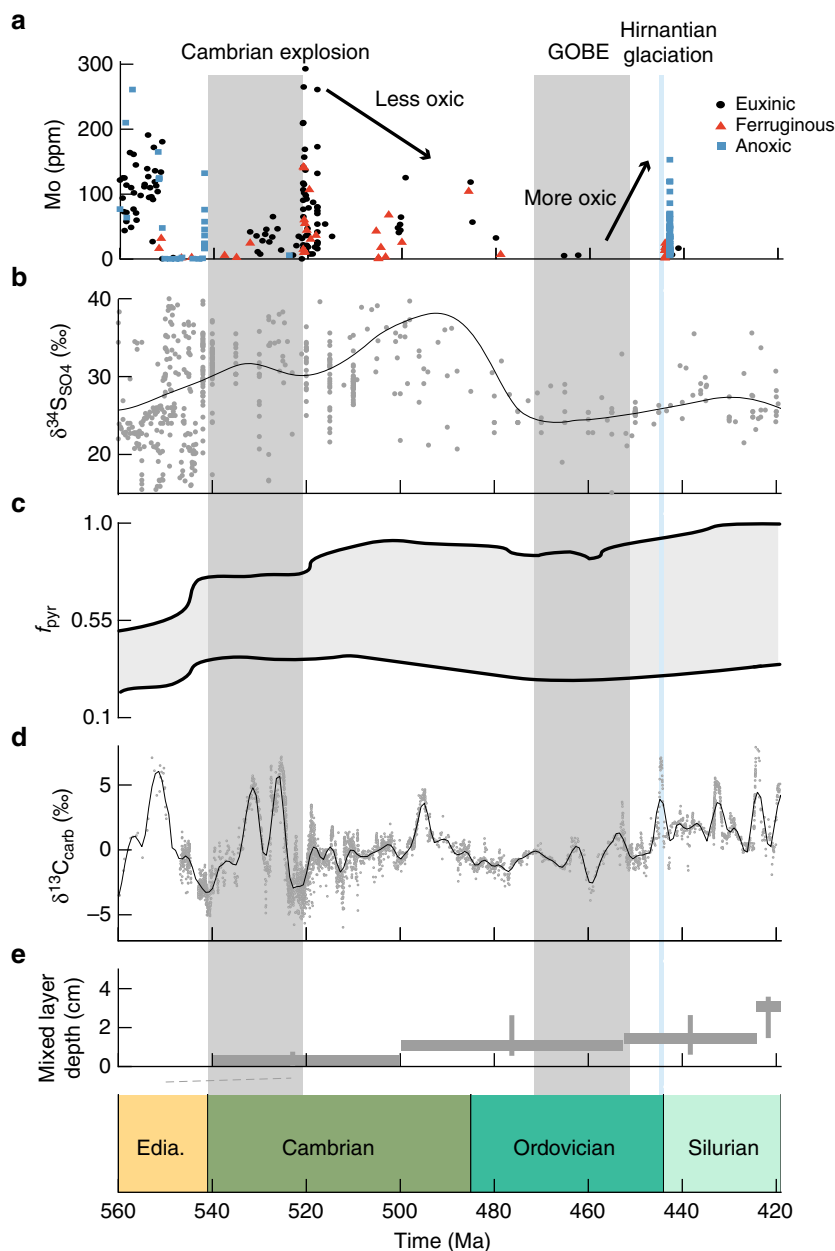 a
Cambrian explosion
GOBE
Hirnantian
glaciation
300
200
100
0
Mo (ppm)
Less oxic
More oxic
Euxinic
Ferruginous
Anoxic
b
40
30
20
δ34SSO4 (‰)
c
1.0
0.55
0.1
fpyr
d
5
0
−5
δ13Ccarb (‰)
e
4
2
0
Mixed layer
depth (cm)
Edia.
Cambrian
Ordovician
Silurian
560 540 520 500 480 460 440 420
Time (Ma)